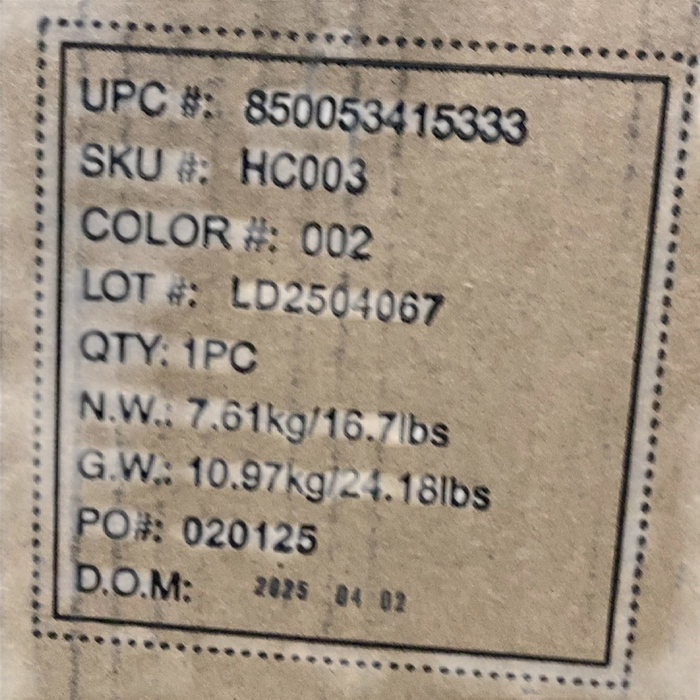 UPC #: 850053415333
SKU #: HC003
COLOR #: 002
LOT #: LD2504067
QTY: 1PC
N.W.: 7.61kg/16.7lbs
G.W.: 10.97kg/24.18lbs
PO#: 020125
D.O.M: 2025 04 02